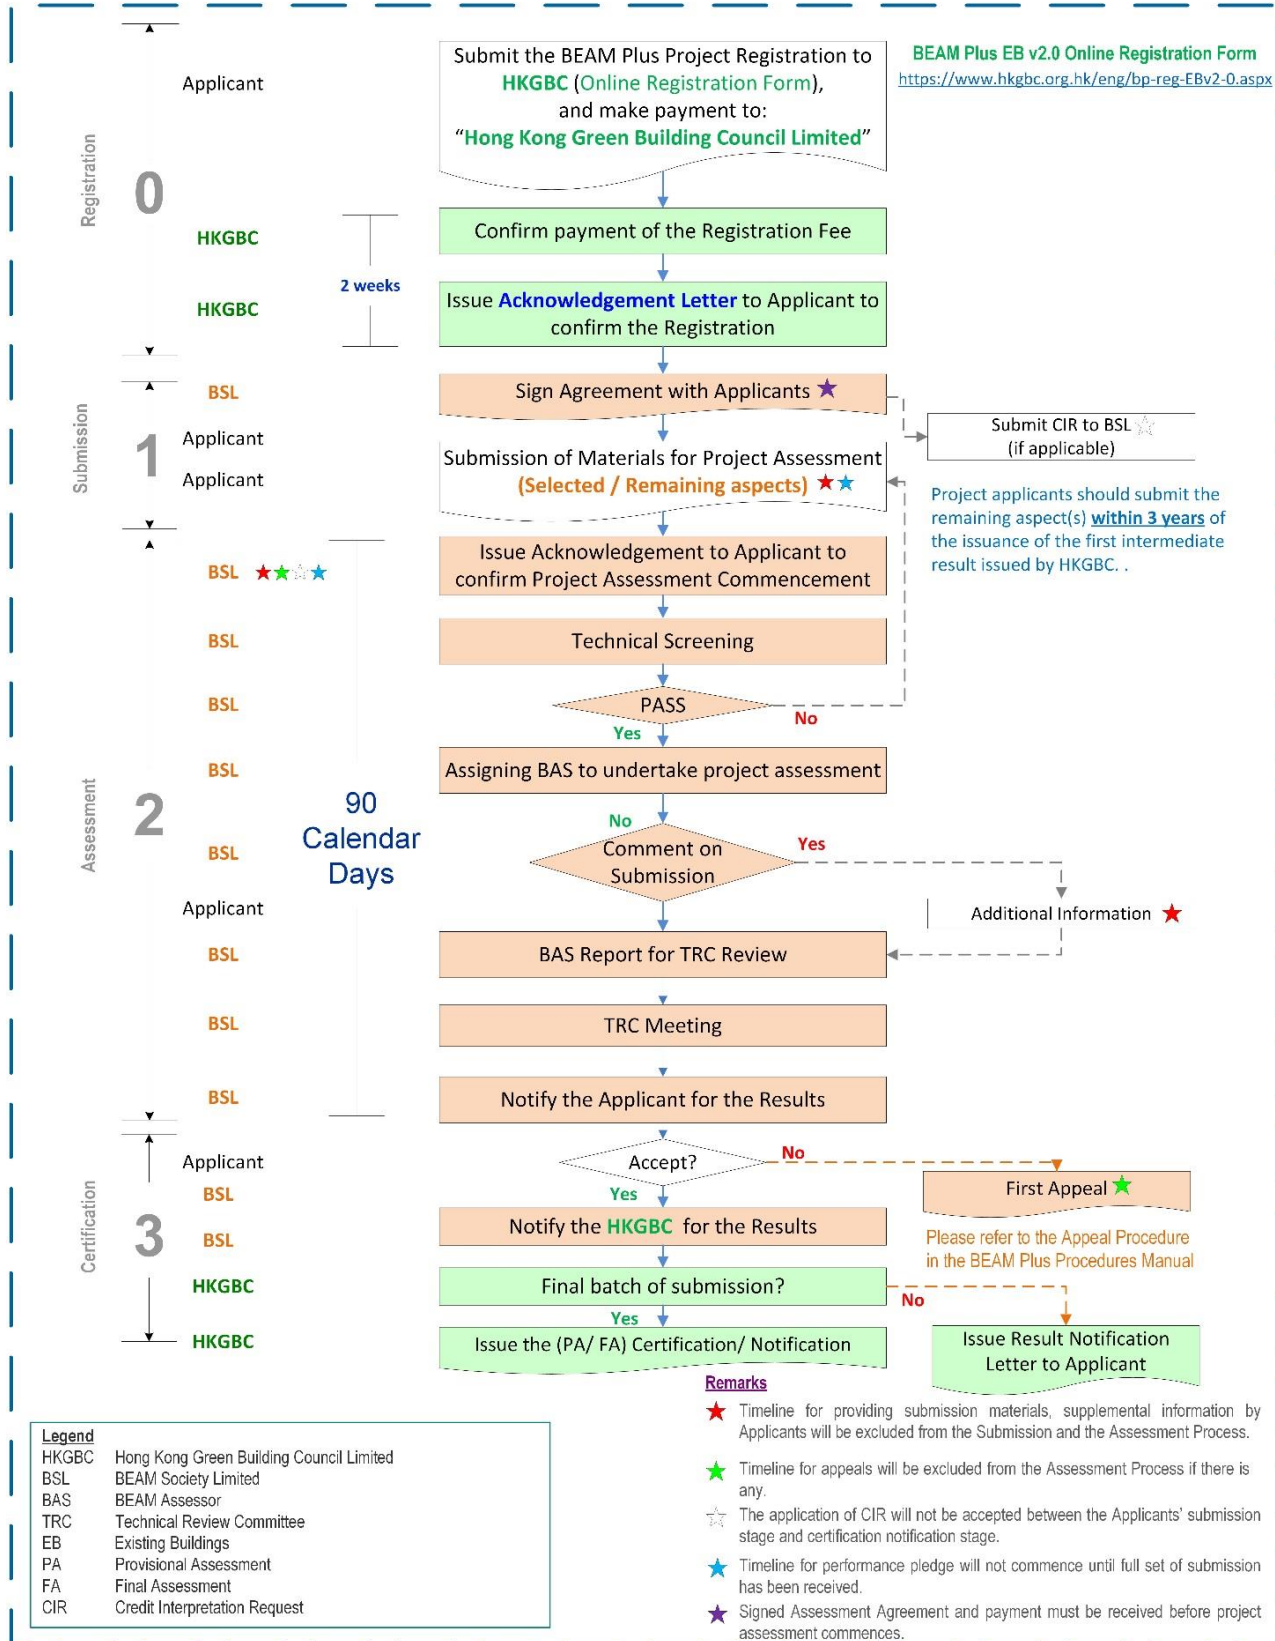 Submit the BEAM Plus Project Registration to
HKGBC (Online Registration Form),
and make payment to:
“Hong Kong Green Building Council Limited”
BEAM Plus EB v2.0 Online Registration Form
https://www.hkgbc.org.hk/eng/bp-reg-EBv2-0.aspx
Applicant
Registration
0
HKGBC
Confirm payment of the Registration Fee
2 weeks
HKGBC
Issue Acknowledgement Letter to Applicant to
confirm the Registration
BSL
Sign Agreement with Applicants
Submission
1
Applicant
Applicant
Submit CIR to BSL
(if applicable)
Submission of Materials for Project Assessment
(Selected / Remaining aspects)
Project applicants should submit the
remaining aspect(s) within 3 years of
the issuance of the first intermediate
result issued by HKGBC. .
BSL
Issue Acknowledgement to Applicant to
confirm Project Assessment Commencement
BSL
Technical Screening
BSL
PASS
No
Yes
BSL
Assigning BAS to undertake project assessment
Assessment
2
90
Calendar
Days
No
BSL
Comment on
Submission
Yes
Applicant
Additional Information
BSL
BAS Report for TRC Review
BSL
TRC Meeting
BSL
Notify the Applicant for the Results
Applicant
Accept?
No
Yes
First Appeal
Please refer to the Appeal Procedure
in the BEAM Plus Procedures Manual
Certification
3
BSL
BSL
Notify the HKGBC for the Results
HKGBC
Final batch of submission?
No
Yes
HKGBC
Issue the (PA/ FA) Certification/ Notification
Issue Result Notification
Letter to Applicant
Remarks
Timeline for providing submission materials, supplemental information by
Applicants will be excluded from the Submission and the Assessment Process.
Timeline for appeals will be excluded from the Assessment Process if there is
any.
The application of CIR will not be accepted between the Applicants’ submission
stage and certification notification stage.
Timeline for performance pledge will not commence until full set of submission
has been received.
Signed Assessment Agreement and payment must be received before project
assessment commences.
Legend
HKGBC Hong Kong Green Building Council Limited
BSL BEAM Society Limited
BAS BEAM Assessor
TRC Technical Review Committee
EB Existing Buildings
PA Provisional Assessment
FA Final Assessment
CIR Credit Interpretation Request